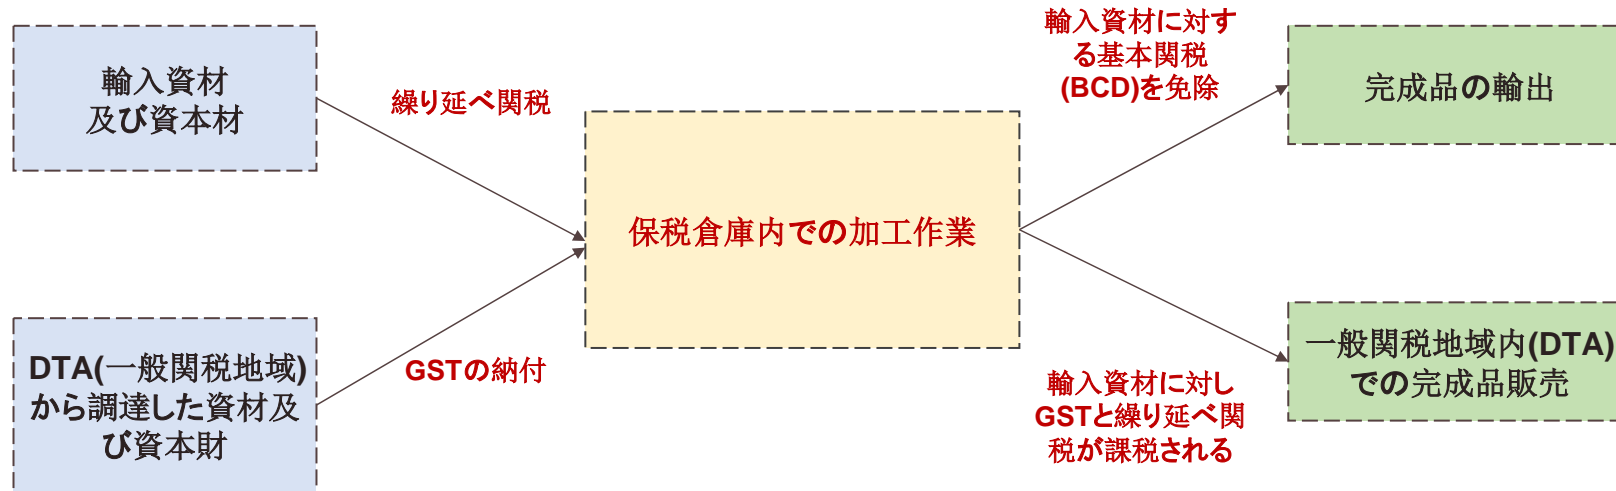 輸入資材
及び資本材
繰り延べ関税
DTA(一般関税地域)
から調達した資材及
び資本財
GSTの納付
保税倉庫内での加工作業
輸入資材に対す
る基本関税
(BCD)を免除
完成品の輸出
輸入資材に対し
GSTと繰り延べ関
税が課税される
一般関税地域内(DTA)
での完成品販売